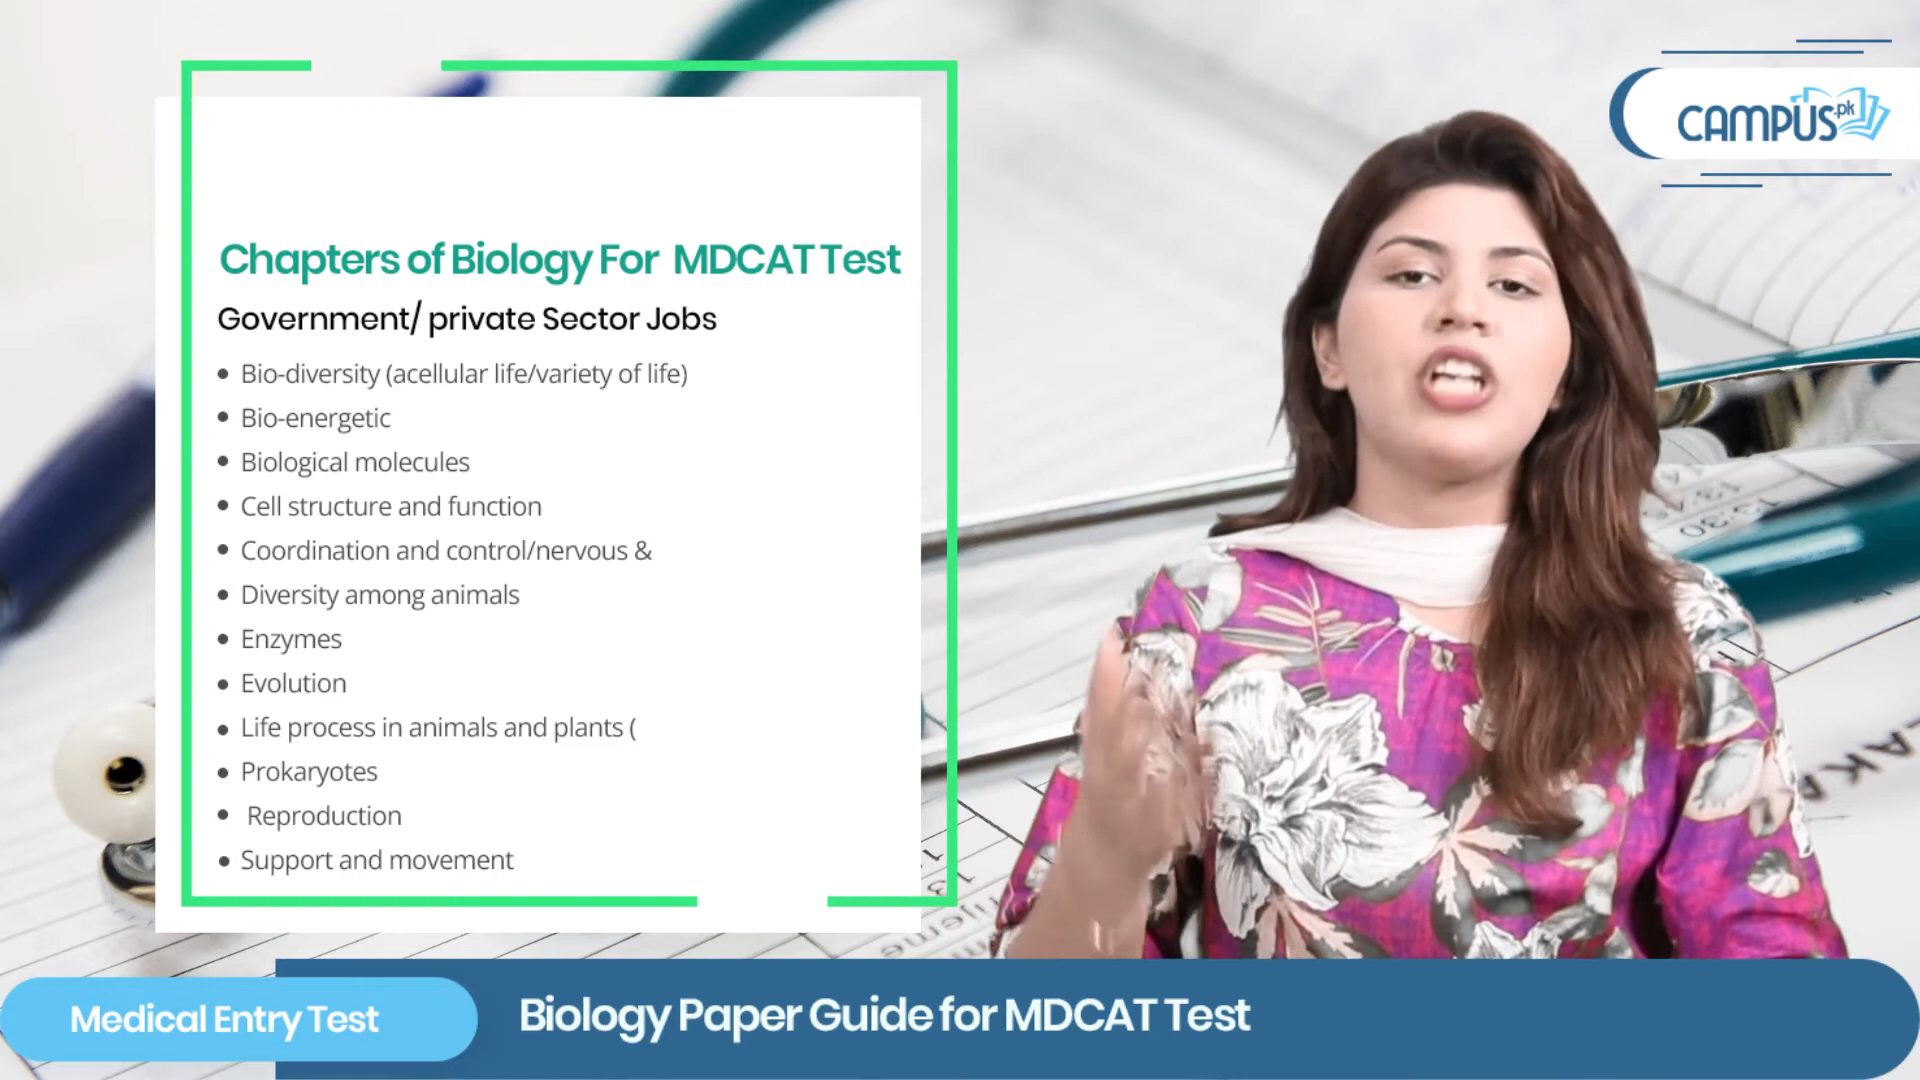 CAMPUS.pk
Chapters of Biology For MDCAT Test
Government/ private Sector Jobs
• Bio-diversity (acellular life/variety of life)
• Bio-energetic
• Biological molecules
• Cell structure and function
• Coordination and control/nervous &
• Diversity among animals
• Enzymes
• Evolution
• Life process in animals and plants (
• Prokaryotes
• Reproduction
• Support and movement
Medical Entry Test
Biology Paper Guide for MDCAT Test